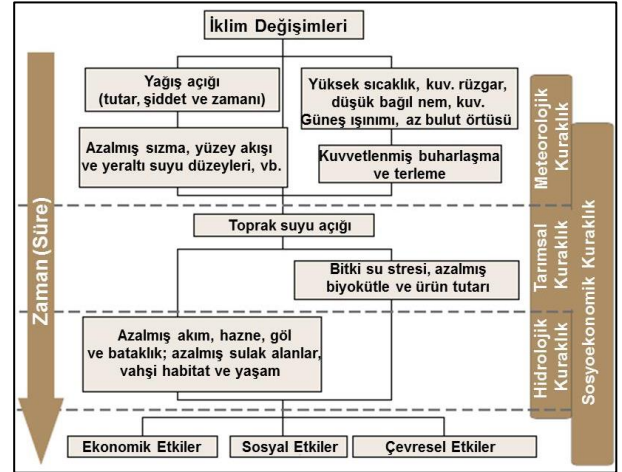 İklim Değişimleri
Yağış açığı
(tutar, şiddet ve zamanı)
Yüksek sıcaklık, kuv. rüzgar,
düşük bağıl nem, kuv.
Güneş ışınımı, az bulut örtüsü
Azalmış sızma, yüzey akışı
ve yeraltı suyu düzeyleri, vb.
Kuvvetlenmiş buharlaşma
ve terleme
Toprak suyu açığı
Bitki su stresi, azalmış
biyokütle ve ürün tutarı
Azalmış akım, hazne, göl
ve bataklık; azalmış sulak alanlar,
vahşi habitat ve yaşam
Ekonomik Etkiler
Sosyal Etkiler
Çevresel Etkiler
Zaman (Süre)
Meteorolojik
Kuraklık
Tarımsal
Kuraklık
Hidrolojik
Kuraklık
Sosyoekonomik Kuraklık